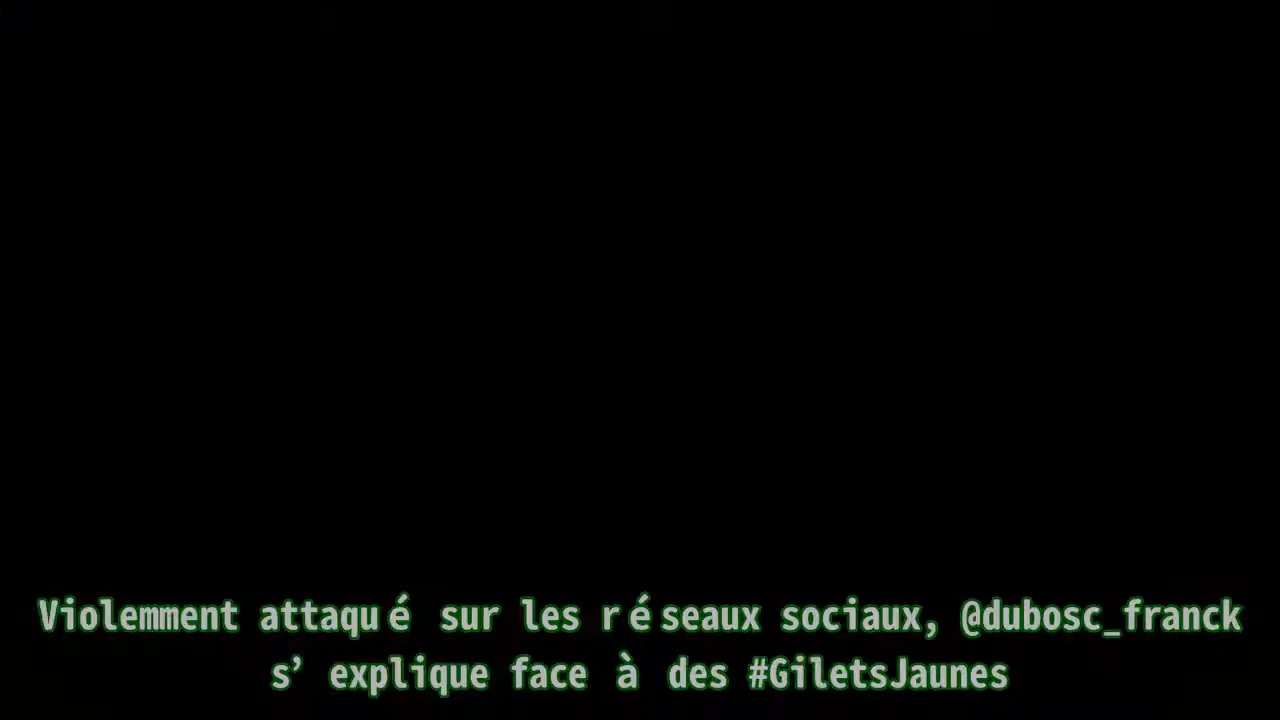 Violemment attaqué sur les réseaux sociaux, @dubosc_franck
s’explique face à des #GiletsJaunes